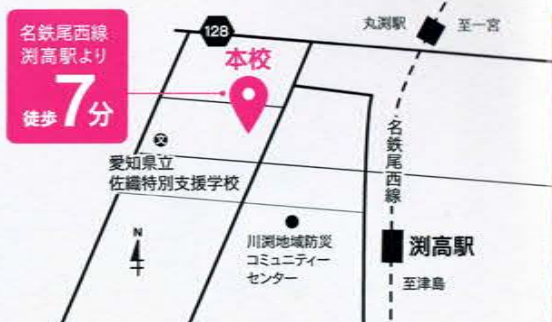 名鉄尾西線
渕高駅より
徒歩7分
128
本校
丸渕駅
至一宮
愛知県立
佐織特別支援学校
名鉄尾西線
N
川渕地域防災
コミュニティー
センター
渕高駅
至津島